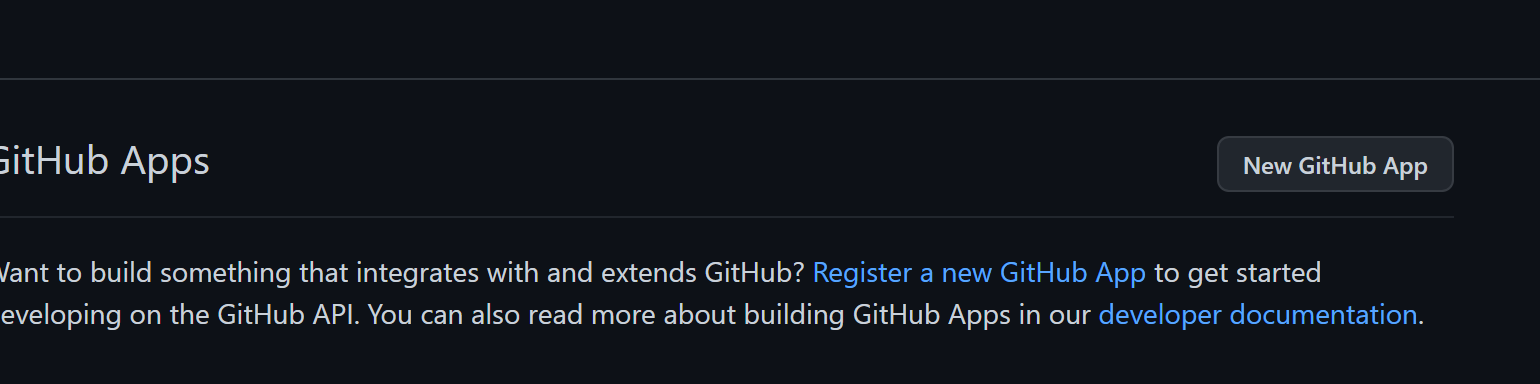 GitHub Apps
New GitHub App
Want to build something that integrates with and extends GitHub? Register a new GitHub App to get started
developing on the GitHub API. You can also read more about building GitHub Apps in our developer documentation.